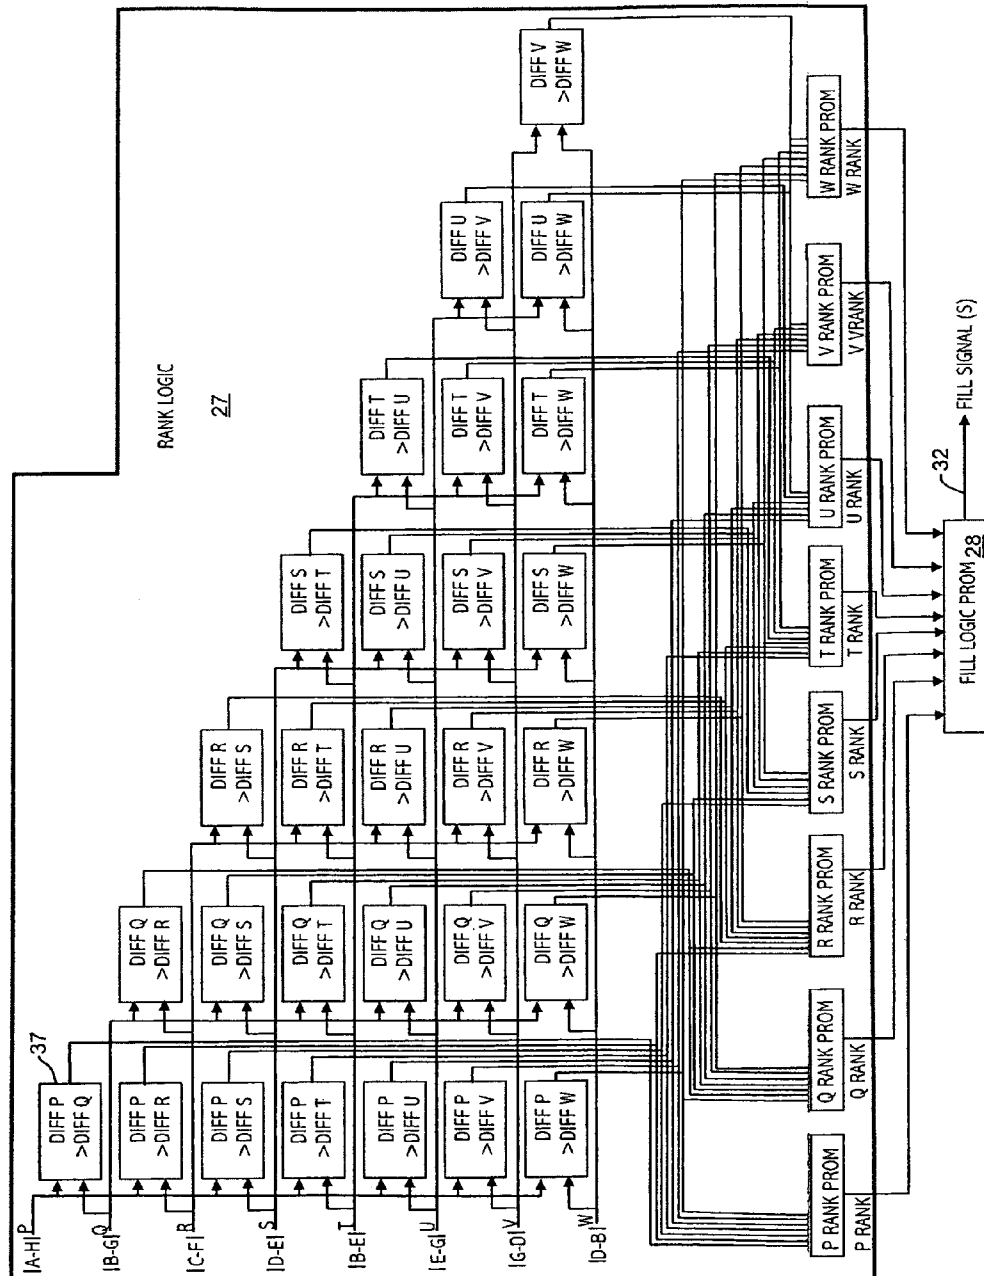 |A-H| P
37
DIFF P
>DIFF Q
|B-G| Q
DIFF P
>DIFF R
DIFF Q
>DIFF R
RANK LOGIC
27
|C-F| R
DIFF P
>DIFF S
DIFF Q
>DIFF S
DIFF R
>DIFF S
|D-E| S
DIFF P
>DIFF T
DIFF Q
>DIFF T
DIFF R
>DIFF T
DIFF S
>DIFF T
|B-E| T
DIFF P
>DIFF U
DIFF Q
>DIFF U
DIFF R
>DIFF U
DIFF S
>DIFF U
DIFF T
>DIFF U
|E-G| U
DIFF P
>DIFF V
DIFF Q
>DIFF V
DIFF R
>DIFF V
DIFF S
>DIFF V
DIFF T
>DIFF V
DIFF U
>DIFF V
|G-D| V
DIFF P
>DIFF W
DIFF Q
>DIFF W
DIFF R
>DIFF W
DIFF S
>DIFF W
DIFF T
>DIFF W
DIFF U
>DIFF W
DIFF V
>DIFF W
|D-B| W
P RANK PROM
Q RANK PROM
R RANK PROM
S RANK PROM
T RANK PROM
U RANK PROM
V RANK PROM
W RANK PROM
P RANK
Q RANK
R RANK
S RANK
T RANK
U RANK
V VRANK
W RANK
FILL LOGIC PROM 28
32
FILL SIGNAL (S)